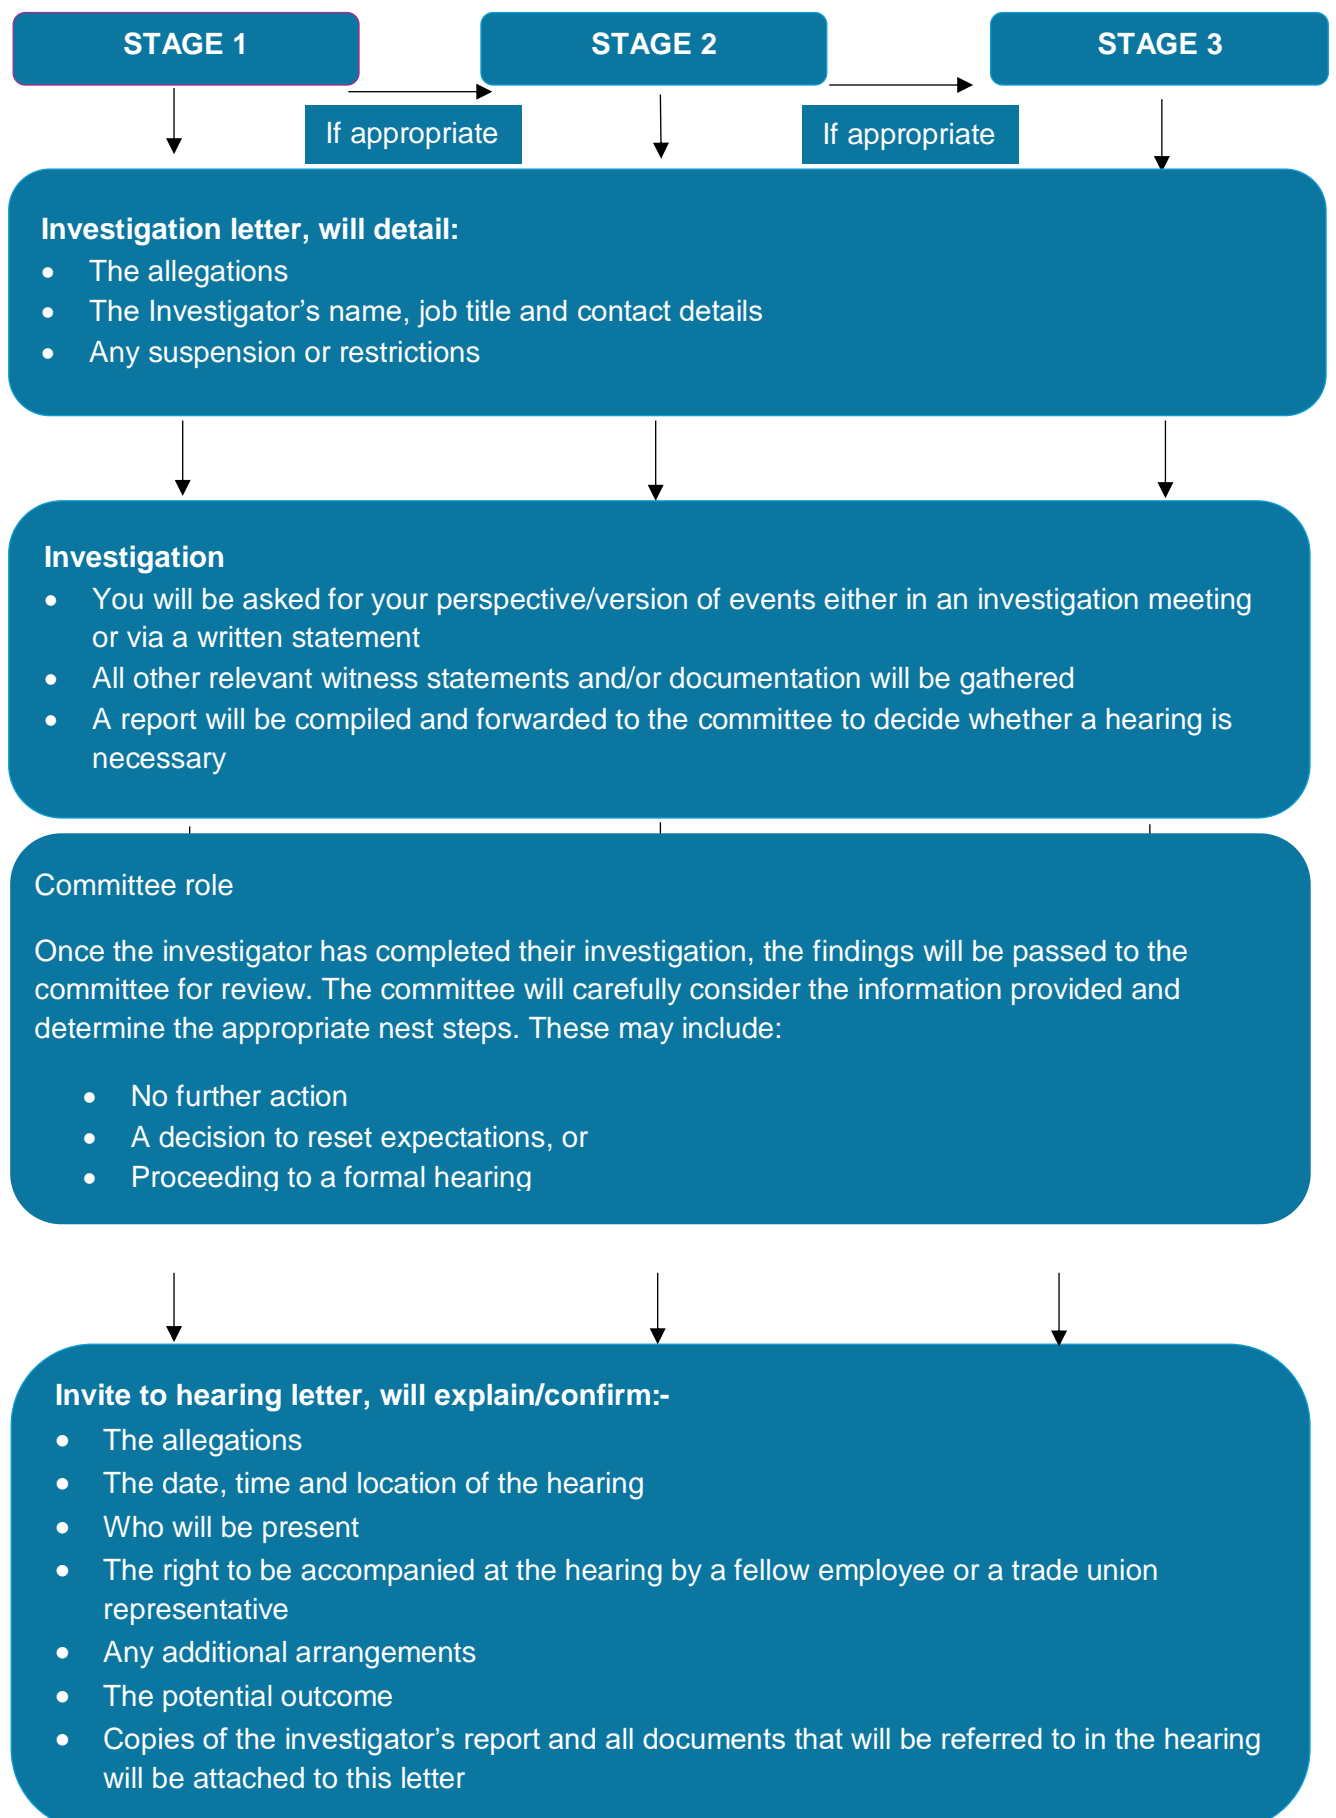 STAGE 1
STAGE 2
STAGE 3
If appropriate
If appropriate
Investigation letter, will detail:
• The allegations
• The Investigator’s name, job title and contact details
• Any suspension or restrictions
Investigation
• You will be asked for your perspective/version of events either in an investigation meeting
or via a written statement
• All other relevant witness statements and/or documentation will be gathered
• A report will be compiled and forwarded to the committee to decide whether a hearing is
necessary
Committee role
Once the investigator has completed their investigation, the findings will be passed to the
committee for review. The committee will carefully consider the information provided and
determine the appropriate nest steps. These may include:
• No further action
• A decision to reset expectations, or
• Proceeding to a formal hearing
Invite to hearing letter, will explain/confirm:-
• The allegations
• The date, time and location of the hearing
• Who will be present
• The right to be accompanied at the hearing by a fellow employee or a trade union
representative
• Any additional arrangements
• The potential outcome
• Copies of the investigator’s report and all documents that will be referred to in the hearing
will be attached to this letter